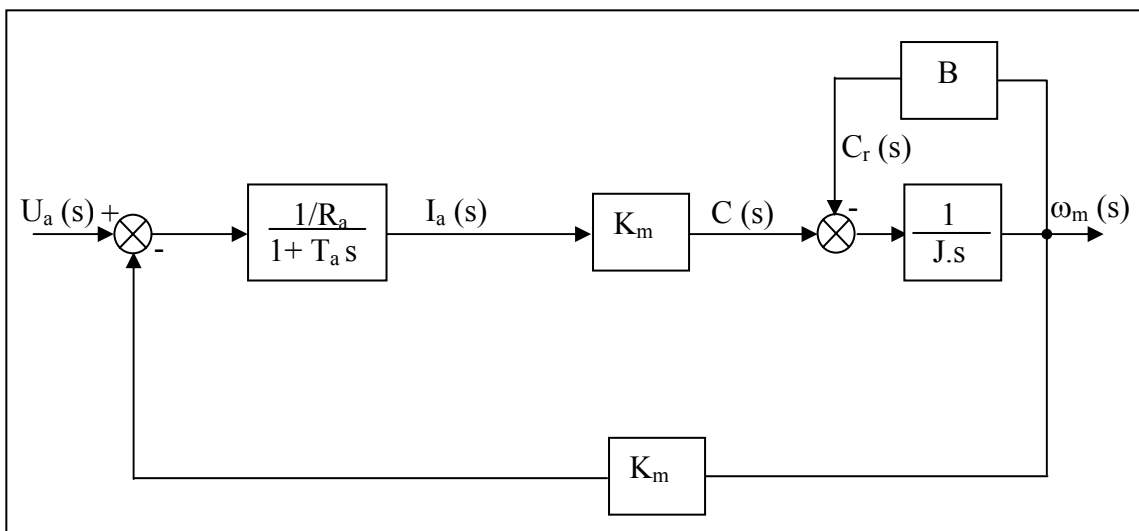 B
C_r (s)
U_a (s) +
-
1/R_a
1+ T_a s
I_a (s)
K_m
C (s)
-
1
J.s
ω_m (s)
K_m